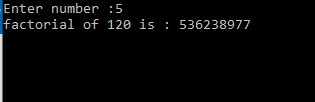 Enter number :5
factorial of 120 is : 536238977